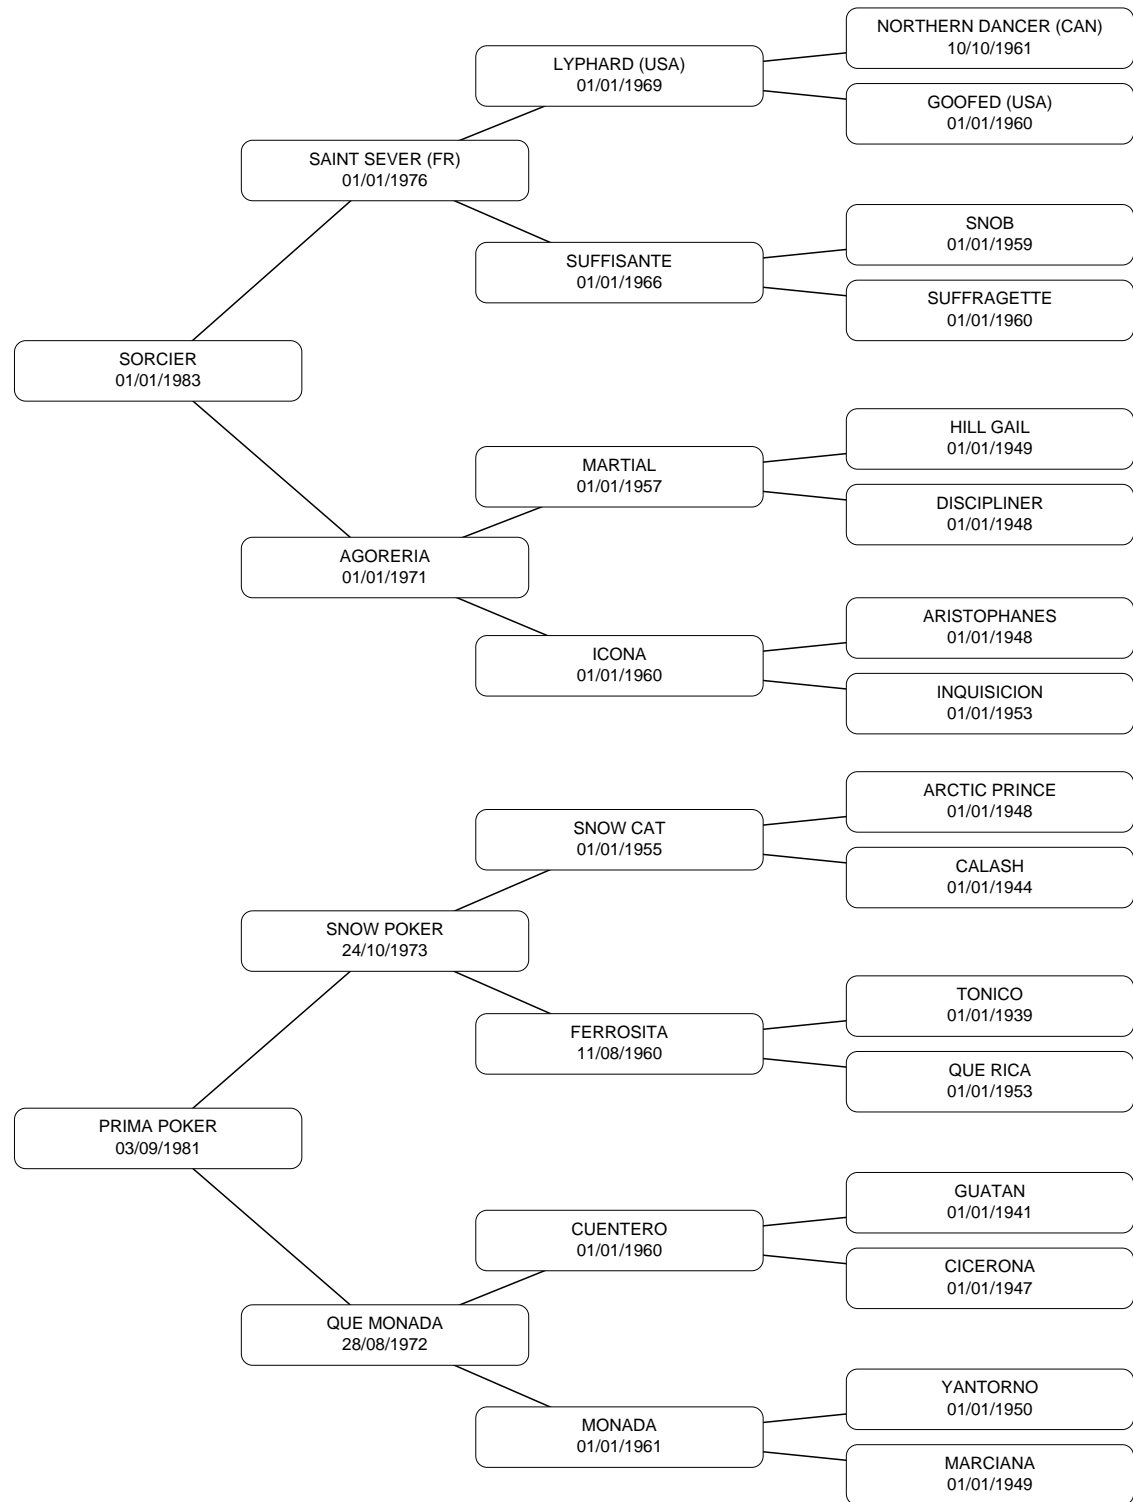 NORTHERN DANCER (CAN)
10/10/1961
LYPHARD (USA)
01/01/1969
GOOFED (USA)
01/01/1960
SAINT SEVER (FR)
01/01/1976
SNOB
01/01/1959
SUFFISANTE
01/01/1966
SUFFRAGETTE
01/01/1960
SORCIER
01/01/1983
HILL GAIL
01/01/1949
MARTIAL
01/01/1957
DISCIPLINER
01/01/1948
AGORERIA
01/01/1971
ARISTOPHANES
01/01/1948
ICONA
01/01/1960
INQUISICION
01/01/1953
ARCTIC PRINCE
01/01/1948
SNOW CAT
01/01/1955
CALASH
01/01/1944
SNOW POKER
24/10/1973
TONICO
01/01/1939
FERROSITA
11/08/1960
QUE RICA
01/01/1953
PRIMA POKER
03/09/1981
GUATAN
01/01/1941
CUENTERO
01/01/1960
CICERONA
01/01/1947
QUE MONADA
28/08/1972
YANTORNO
01/01/1950
MONADA
01/01/1961
MARCIANA
01/01/1949